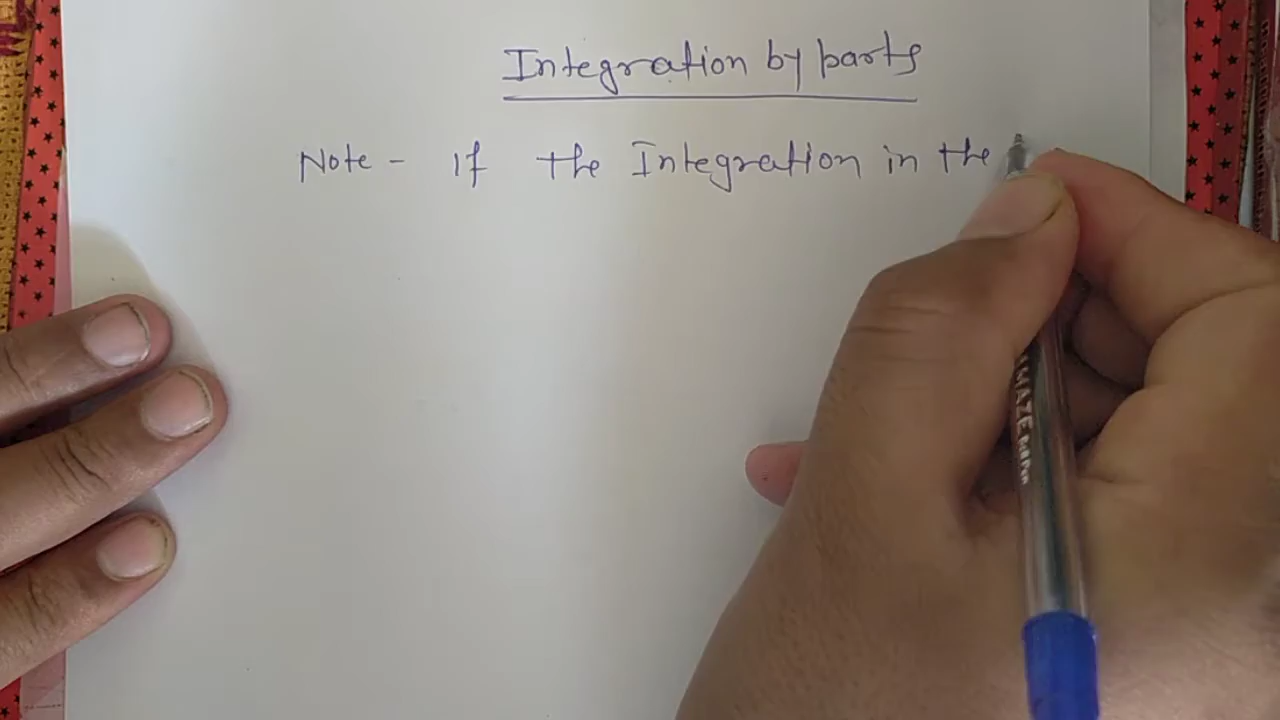 Integration by parts
Note - If the Integration in the